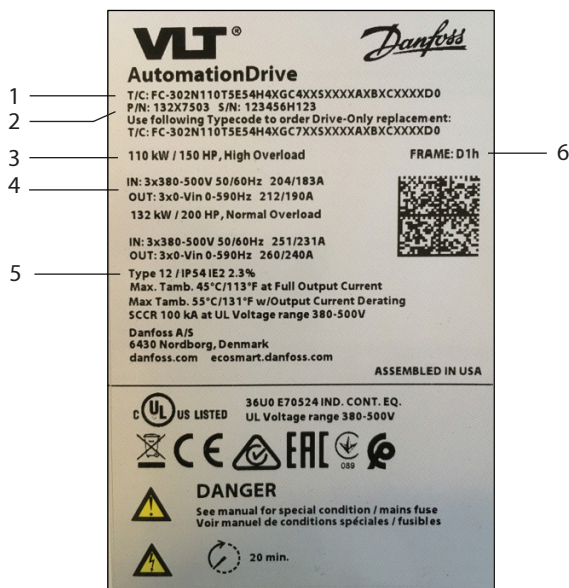 VLT®
Danfoss
AutomationDrive
1 T/C: FC-302N110T5E54H4XGC4XXSXXXXAXBXCXXXXD0
2 P/N: 132X7503 S/N: 123456H123
Use following Typecode to order Drive-Only replacement:
T/C: FC-302N110T5E54H4XGC7XXSXXXXAXBXCXXXXD0
3 110 kW / 150 HP, High Overload FRAME: D1h 6
4 IN: 3x380-500V 50/60Hz 204/183A
OUT: 3x0-Vin 0-590Hz 212/190A
132 kW / 200 HP, Normal Overload
IN: 3x380-500V 50/60Hz 251/231A
OUT: 3x0-Vin 0-590Hz 260/240A
5 Type 12 / IP54 IE2 2.3%
Max. Tamb. 45°C/113°F at Full Output Current
Max Tamb. 55°C/131°F w/Output Current Derating
SCCR 100 kA at UL Voltage range 380-500V
Danfoss A/S
6430 Nordborg, Denmark
danfoss.com ecosmart.danfoss.com
ASSEMBLED IN USA
C UL US LISTED
36U0 E70524 IND. CONT. EQ.
UL Voltage range 380-500V
CE EAC 089
DANGER
See manual for special condition / mains fuse
Voir manuel de conditions spéciales / fusibles
20 min.